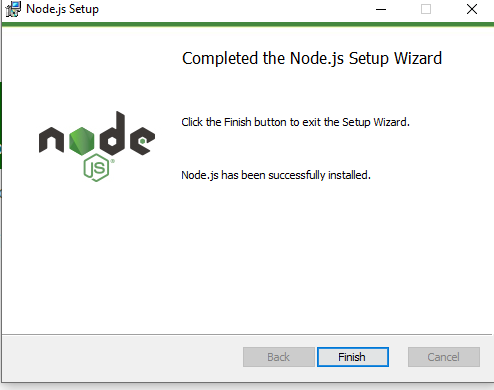 Node.js Setup
Completed the Node.js Setup Wizard
Click the Finish button to exit the Setup Wizard.
node
JS
Node.js has been successfully installed.
Back
Finish
Cancel